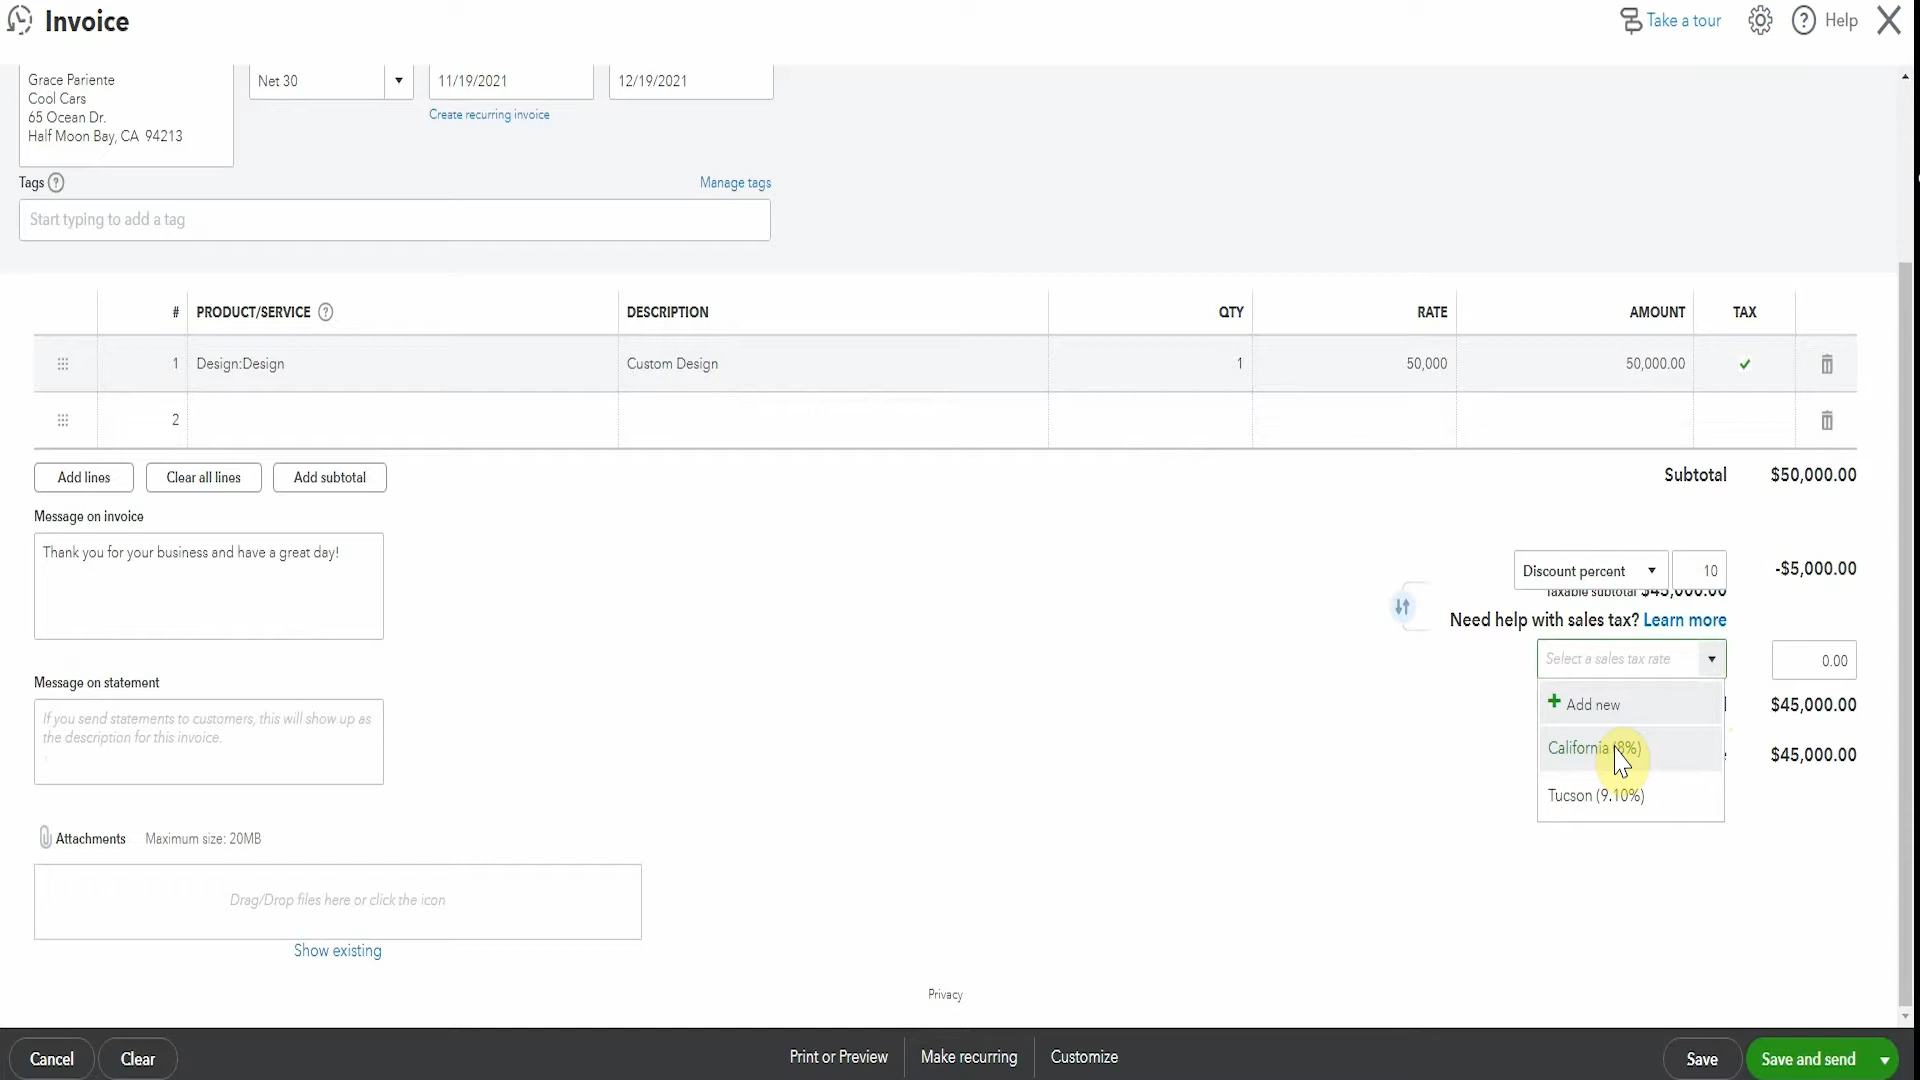 Invoice
Take a tour
Help
Grace Pariente
Cool Cars
65 Ocean Dr.
Half Moon Bay, CA 94213
Net 30
11/19/2021
12/19/2021
Create recurring invoice
Tags
Manage tags
Start typing to add a tag
# PRODUCT/SERVICE DESCRIPTION QTY RATE AMOUNT TAX
1 Design:Design Custom Design 1 50,000 50,000.00
2
Add lines Clear all lines Add subtotal
Subtotal $50,000.00
Message on invoice
Thank you for your business and have a great day!
Discount percent 10 -$5,000.00
Taxable subtotal $45,000.00
Need help with sales tax? Learn more
Select a sales tax rate 0.00
Add new
$45,000.00
California (8%)
$45,000.00
Tucson (9.10%)
Message on statement
If you send statements to customers, this will show up as
the description for this invoice.
Attachments Maximum size: 20MB
Drag/Drop files here or click the icon
Show existing
Privacy
Cancel Clear Print or Preview Make recurring Customize Save Save and send